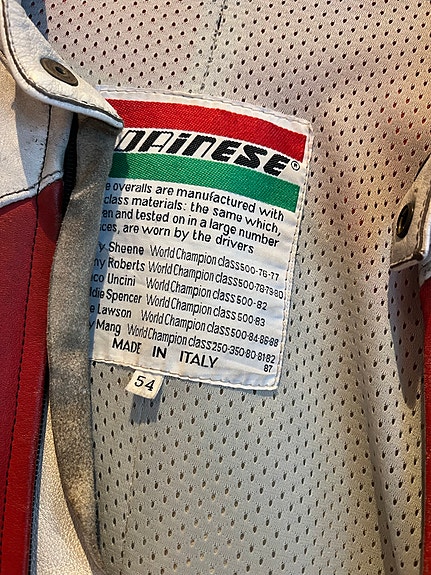 DAINESE®
e overalls are manufactured with
class materials: the same which,
en and tested on in a large number
ces, are worn by the drivers
y Sheene World Champion class 500-76-77
ny Roberts World Champion class 500-78-79-80
co Uncini World Champion class 500-82
die Spencer World Champion class 500-83
e Lawson World Champion class 500-84-86-88
y Mang World Champion class 250-350-80-81-82
87
MADE IN ITALY
54